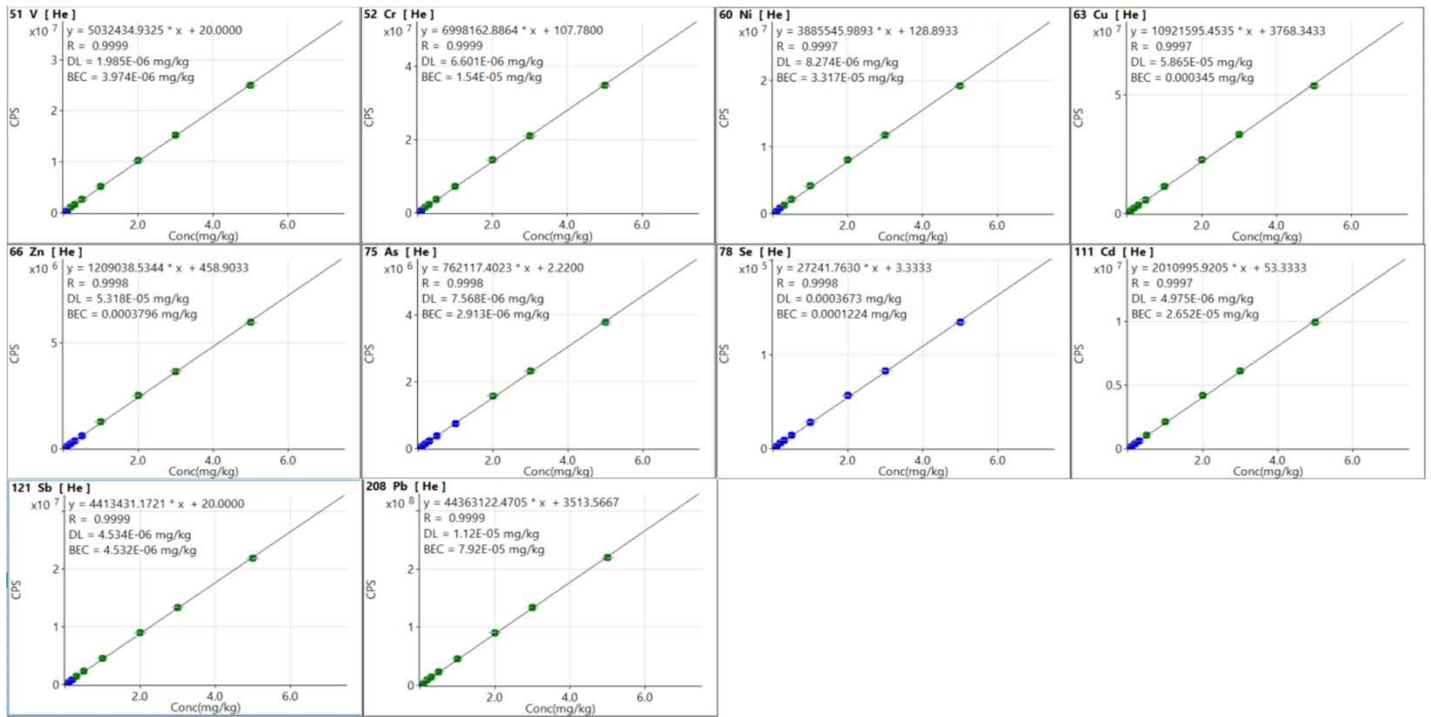 51 V [ He ]
x10 7
y = 5032434.9325 * x + 20.0000
R = 0.9999
DL = 1.985E-06 mg/kg
BEC = 3.974E-06 mg/kg
CPS
3
2
1
0
2.0 4.0 6.0
Conc(mg/kg)
52 Cr [ He ]
x10 7
y = 6998162.8864 * x + 107.7800
R = 0.9999
DL = 6.601E-06 mg/kg
BEC = 1.54E-05 mg/kg
CPS
4
2
0
2.0 4.0 6.0
Conc(mg/kg)
60 Ni [ He ]
x10 7
y = 3885545.9893 * x + 128.8933
R = 0.9997
DL = 8.274E-06 mg/kg
BEC = 3.317E-05 mg/kg
CPS
2
1
0
2.0 4.0 6.0
Conc(mg/kg)
63 Cu [ He ]
x10 7
y = 10921595.4535 * x + 3768.3433
R = 0.9997
DL = 5.865E-05 mg/kg
BEC = 0.000345 mg/kg
CPS
5
0
2.0 4.0 6.0
Conc(mg/kg)
66 Zn [ He ]
x10 6
y = 1209038.5344 * x + 458.9033
R = 0.9998
DL = 5.318E-05 mg/kg
BEC = 0.0003796 mg/kg
CPS
5
0
2.0 4.0 6.0
Conc(mg/kg)
75 As [ He ]
x10 6
y = 762117.4023 * x + 2.2200
R = 0.9998
DL = 7.568E-06 mg/kg
BEC = 2.913E-06 mg/kg
CPS
4
2
0
2.0 4.0 6.0
Conc(mg/kg)
78 Se [ He ]
x10 5
y = 27241.7630 * x + 3.3333
R = 0.9998
DL = 0.0003673 mg/kg
BEC = 0.0001224 mg/kg
CPS
1
0
2.0 4.0 6.0
Conc(mg/kg)
111 Cd [ He ]
x10 7
y = 2010995.9205 * x + 53.3333
R = 0.9997
DL = 4.975E-06 mg/kg
BEC = 2.652E-05 mg/kg
CPS
1
0.5
0
2.0 4.0 6.0
Conc(mg/kg)
121 Sb [ He ]
x10 7
y = 4413431.1721 * x + 20.0000
R = 0.9999
DL = 4.534E-06 mg/kg
BEC = 4.532E-06 mg/kg
CPS
2
1
0
2.0 4.0 6.0
Conc(mg/kg)
208 Pb [ He ]
x10 8
y = 44363122.4705 * x + 3513.5667
R = 0.9999
DL = 1.12E-05 mg/kg
BEC = 7.92E-05 mg/kg
CPS
2
1
0
2.0 4.0 6.0
Conc(mg/kg)